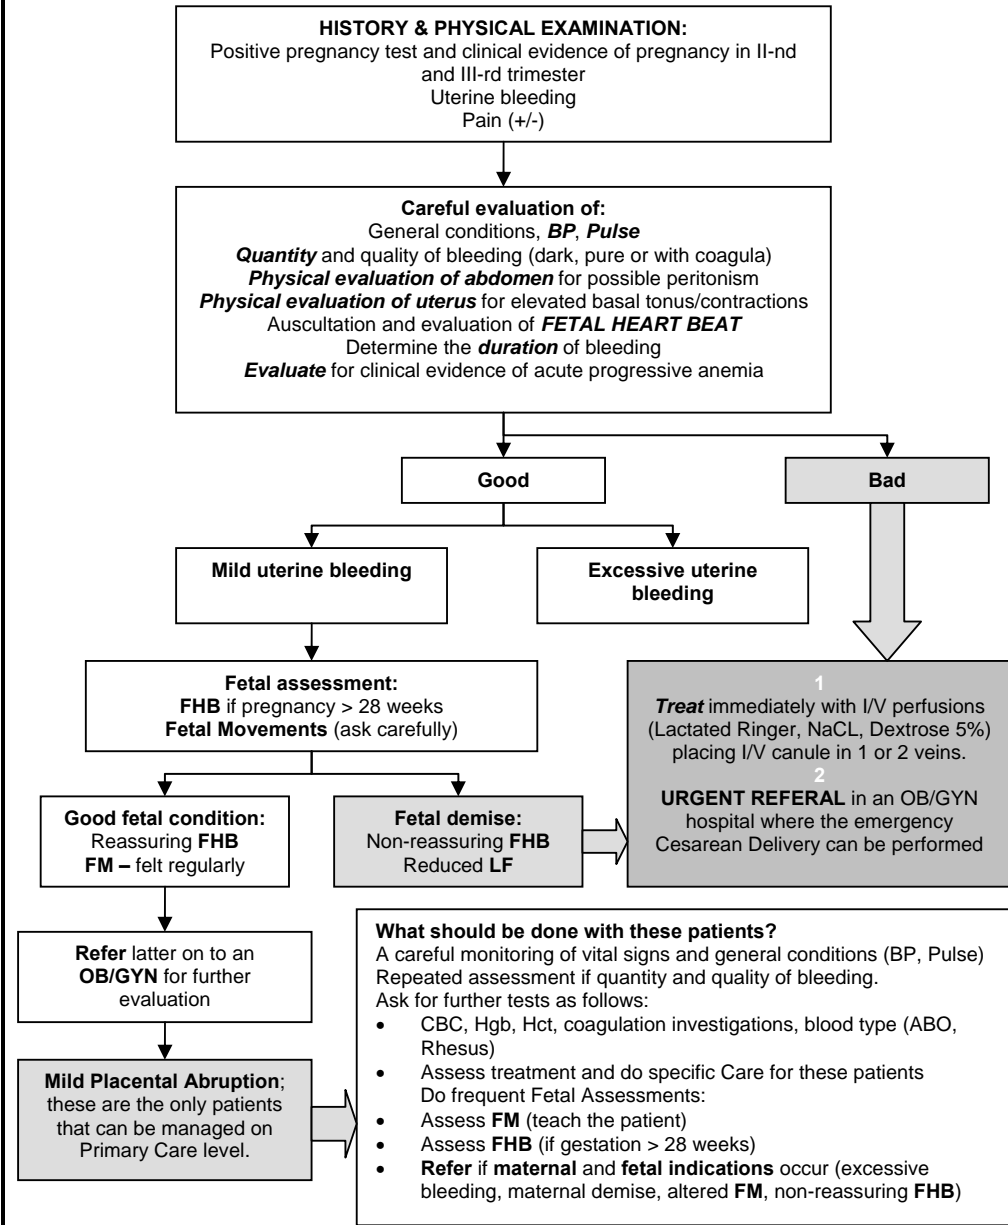 HISTORY & PHYSICAL EXAMINATION:
Positive pregnancy test and clinical evidence of pregnancy in II-nd
and III-rd trimester
Uterine bleeding
Pain (+/-)
Careful evaluation of:
General conditions, BP, Pulse
Quantity and quality of bleeding (dark, pure or with coagula)
Physical evaluation of abdomen for possible peritonism
Physical evaluation of uterus for elevated basal tonus/contractions
Auscultation and evaluation of FETAL HEART BEAT
Determine the duration of bleeding
Evaluate for clinical evidence of acute progressive anemia
Good
Bad
Mild uterine bleeding
Excessive uterine
bleeding
Fetal assessment:
FHB if pregnancy > 28 weeks
Fetal Movements (ask carefully)
1
Treat immediately with I/V perfusions
(Lactated Ringer, NaCL, Dextrose 5%)
placing I/V canule in 1 or 2 veins.
2
URGENT REFERAL in an OB/GYN
hospital where the emergency
Cesarean Delivery can be performed
Good fetal condition:
Reassuring FHB
FM – felt regularly
Fetal demise:
Non-reassuring FHB
Reduced LF
Refer latter on to an
OB/GYN for further
evaluation
Mild Placental Abruption;
these are the only patients
that can be managed on
Primary Care level.
What should be done with these patients?
A careful monitoring of vital signs and general conditions (BP, Pulse)
Repeated assessment if quantity and quality of bleeding.
Ask for further tests as follows:
• CBC, Hgb, Hct, coagulation investigations, blood type (ABO,
Rhesus)
• Assess treatment and do specific Care for these patients
Do frequent Fetal Assessments:
• Assess FM (teach the patient)
• Assess FHB (if gestation > 28 weeks)
• Refer if maternal and fetal indications occur (excessive
bleeding, maternal demise, altered FM, non-reassuring FHB)